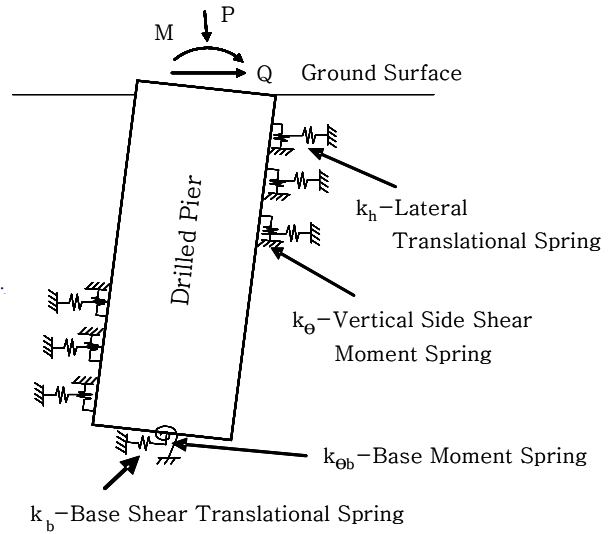 P
M
Q Ground Surface
kh-Lateral
Translational Spring
Drilled Pier
kΘ-Vertical Side Shear
Moment Spring
kΘb-Base Moment Spring
kb-Base Shear Translational Spring